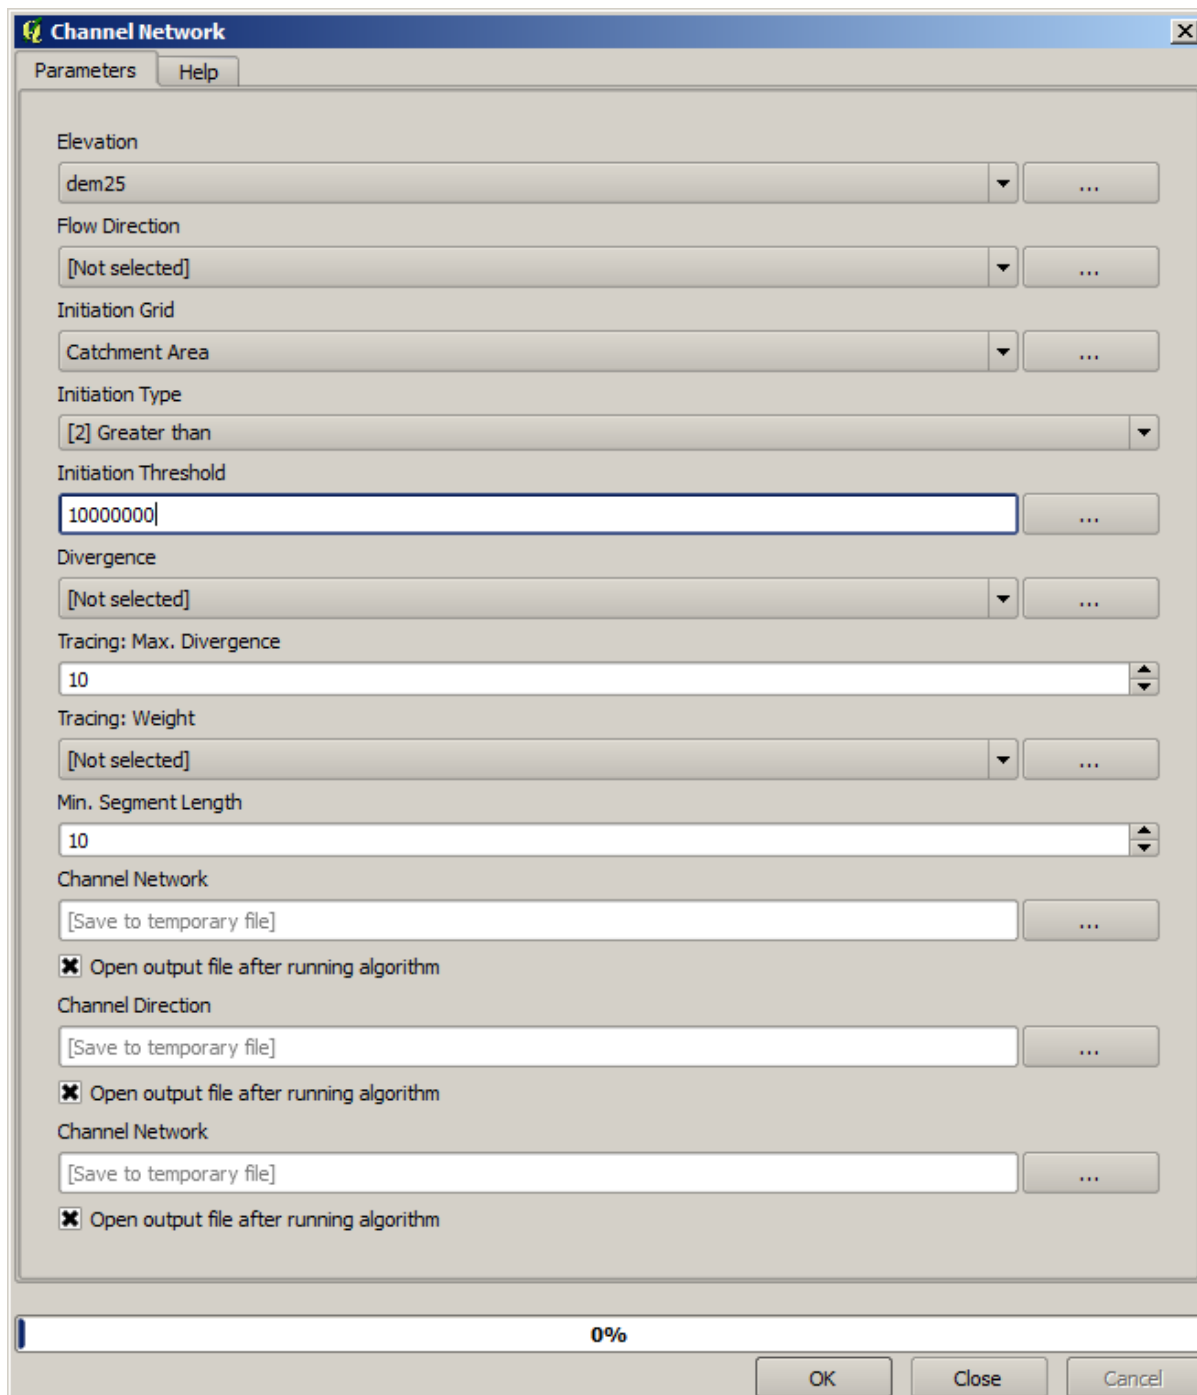 Channel Network
Parameters Help
Elevation
dem25
...
Flow Direction
[Not selected]
...
Initiation Grid
Catchment Area
...
Initiation Type
[2] Greater than
Initiation Threshold
10000000
...
Divergence
[Not selected]
...
Tracing: Max. Divergence
10
Tracing: Weight
[Not selected]
...
Min. Segment Length
10
Channel Network
[Save to temporary file]
...
Open output file after running algorithm
Channel Direction
[Save to temporary file]
...
Open output file after running algorithm
Channel Network
[Save to temporary file]
...
Open output file after running algorithm
0%
OK Close Cancel